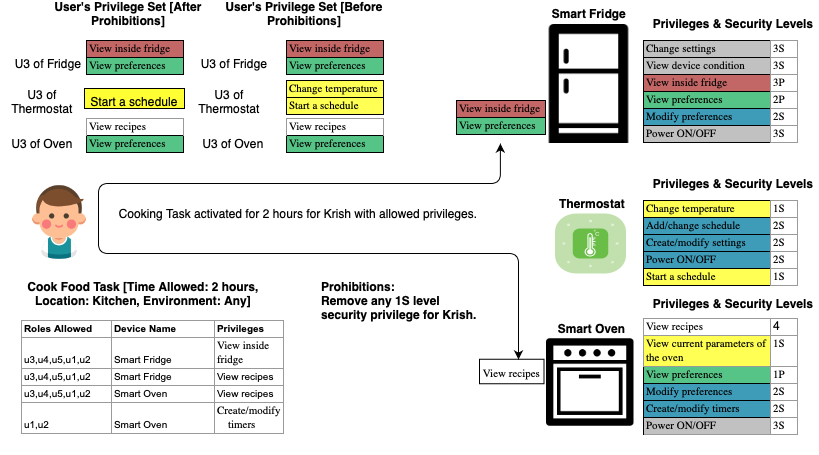 User's Privilege Set [After
Prohibitions]
User's Privilege Set [Before
Prohibitions]
U3 of Fridge
View inside fridge
View preferences
U3 of Fridge
View inside fridge
View preferences
U3 of
Thermostat
Start a schedule
U3 of
Thermostat
Change temperature
Start a schedule
U3 of Oven
View recipes
View preferences
U3 of Oven
View recipes
View preferences
Smart Fridge
View inside fridge
View preferences
Privileges & Security Levels
Change settings 3S
View device condition 3S
View inside fridge 3P
View preferences 2P
Modify preferences 2S
Power ON/OFF 3S
Cooking Task activated for 2 hours for Krish with allowed privileges.
Thermostat
Privileges & Security Levels
Change temperature 1S
Add/change schedule 2S
Create/modify settings 2S
Power ON/OFF 2S
Start a schedule 1S
Cook Food Task [Time Allowed: 2 hours,
Location: Kitchen, Environment: Any]
Roles Allowed Device Name Privileges
u3,u4,u5,u1,u2 Smart Fridge View inside
fridge
u3,u4,u5,u1,u2 Smart Fridge View recipes
u3,u4,u5,u1,u2 Smart Oven View recipes
u1,u2 Smart Oven Create/modify
timers
Prohibitions:
Remove any 1S level
security privilege for Krish.
View recipes
Smart Oven
Privileges & Security Levels
View recipes 4
View current parameters of 1S
the oven
View preferences 1P
Modify preferences 2S
Create/modify timers 2S
Power ON/OFF 3S